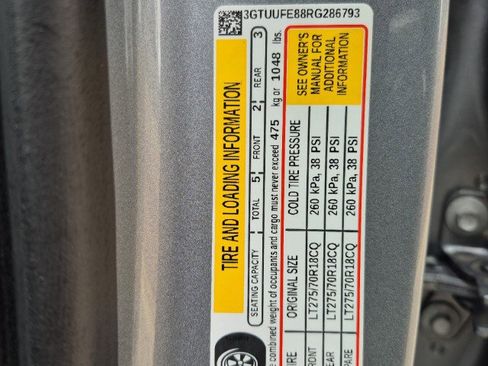 3GTUUFE88RG286793
TIRE AND LOADING INFORMATION
SEATING CAPACITY TOTAL 5 FRONT 2 REAR 3
combined weight of occupants and cargo must never exceed 475 kg or 1048 lbs.
ORIGINAL SIZE COLD TIRE PRESSURE
LT275/70R18CQ 260 kPa, 38 PSI
LT275/70R18CQ 260 kPa, 38 PSI
LT275/70R18CQ 260 kPa, 38 PSI
SEE OWNER'S
MANUAL FOR
ADDITIONAL
INFORMATION